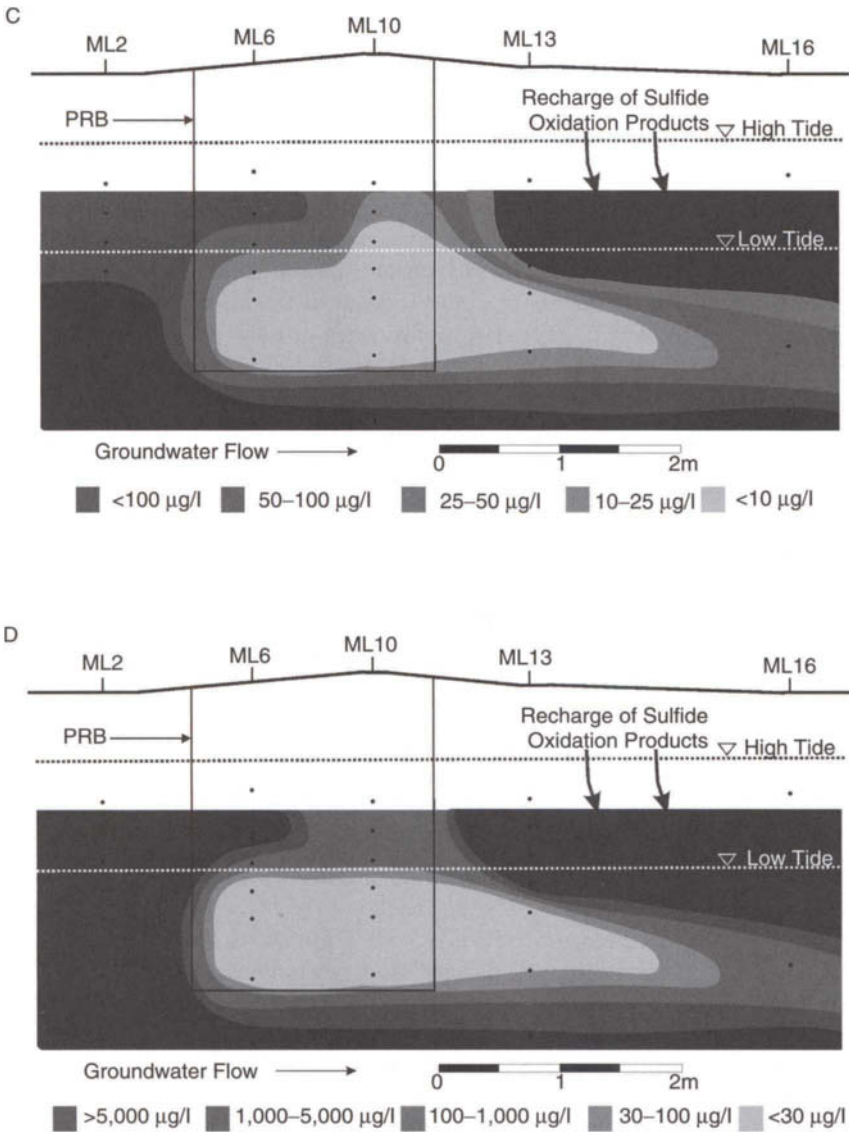 C
ML2 ML6 ML10 ML13 ML16
PRB
Recharge of Sulfide
Oxidation Products
High Tide
Low Tide
Groundwater Flow
0 1 2m
<100 µg/l 50–100 µg/l 25–50 µg/l 10–25 µg/l <10 µg/l
D
ML2 ML6 ML10 ML13 ML16
PRB
Recharge of Sulfide
Oxidation Products
High Tide
Low Tide
Groundwater Flow
0 1 2m
>5,000 µg/l 1,000–5,000 µg/l 100–1,000 µg/l 30–100 µg/l <30 µg/l